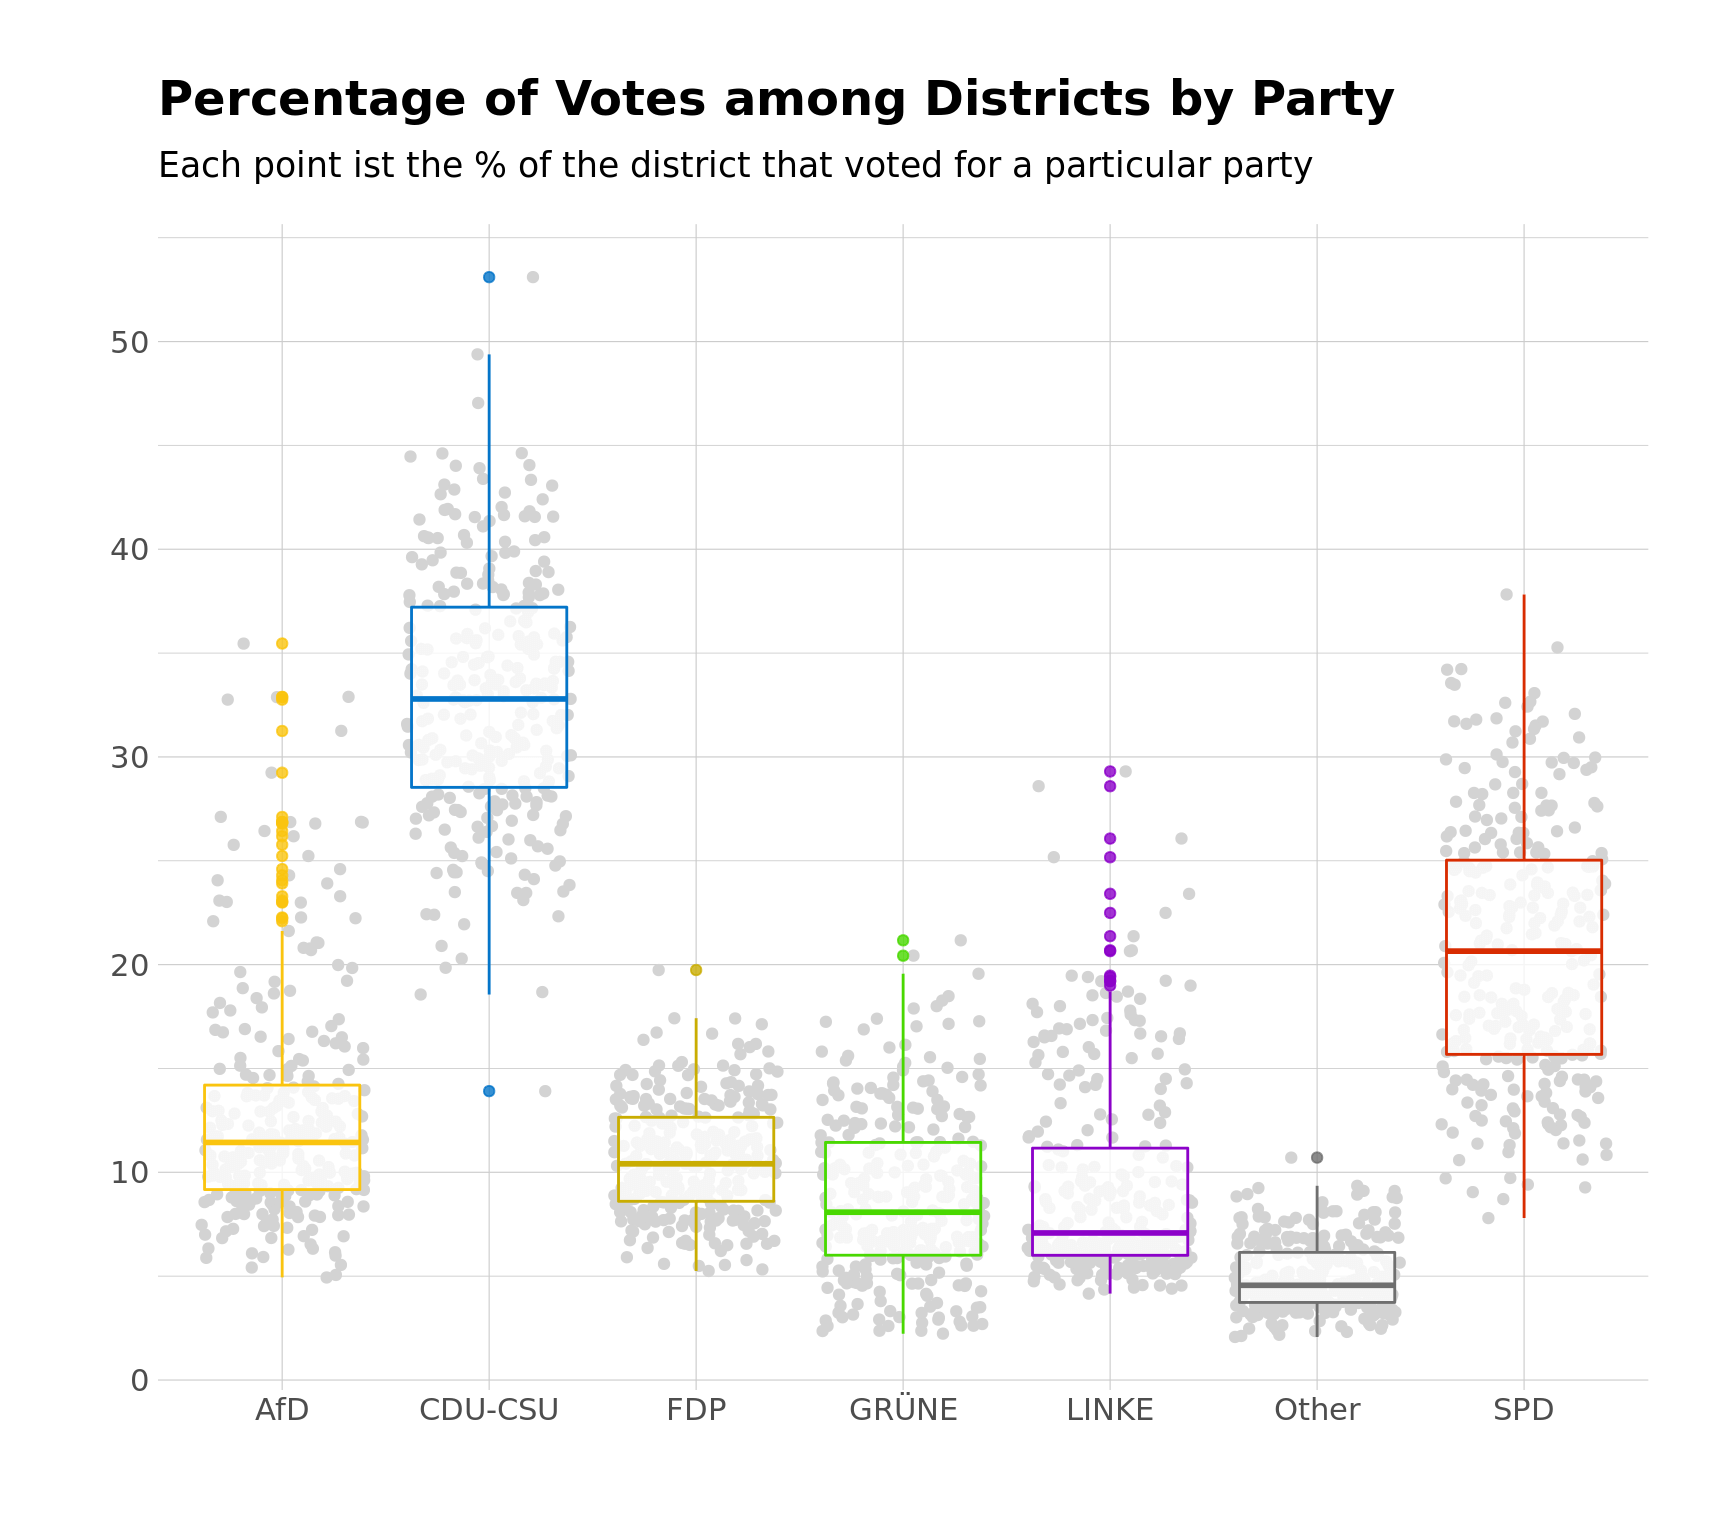 Percentage of Votes among Districts by Party
Each point ist the % of the district that voted for a particular party
50
40
30
20
10
0
AfD CDU-CSU FDP GRÜNE LINKE Other SPD